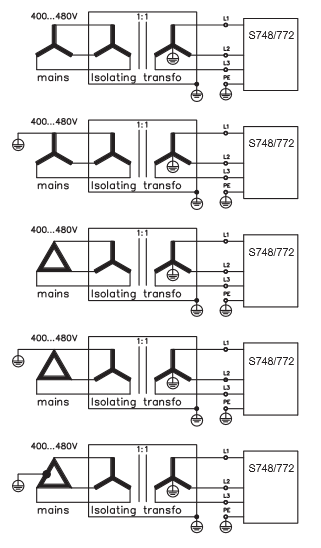 400...480V 1:1 L1
S748/772
L2
L3
mains Isolating transfo PE
400...480V 1:1 L1
S748/772
L2
L3
mains Isolating transfo PE
400...480V 1:1 L1
S748/772
L2
L3
mains Isolating transfo PE
400...480V 1:1 L1
S748/772
L2
L3
mains Isolating transfo PE
400...480V 1:1 L1
S748/772
L2
L3
mains Isolating transfo PE